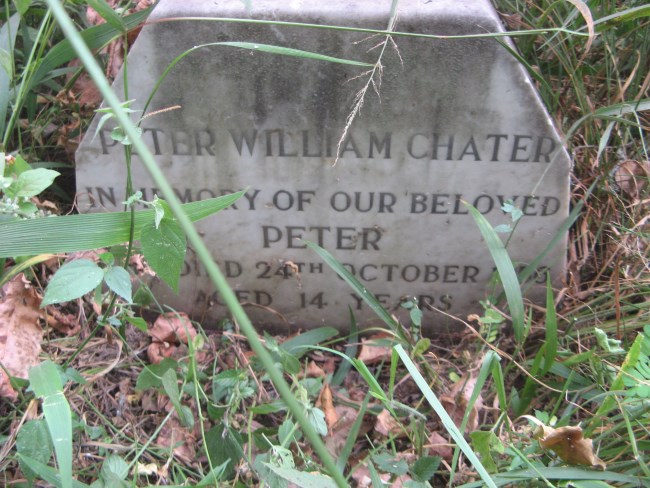 PETER WILLIAM CHATER
IN MEMORY OF OUR BELOVED
PETER
DIED 24TH OCTOBER
AGED 14 YEARS